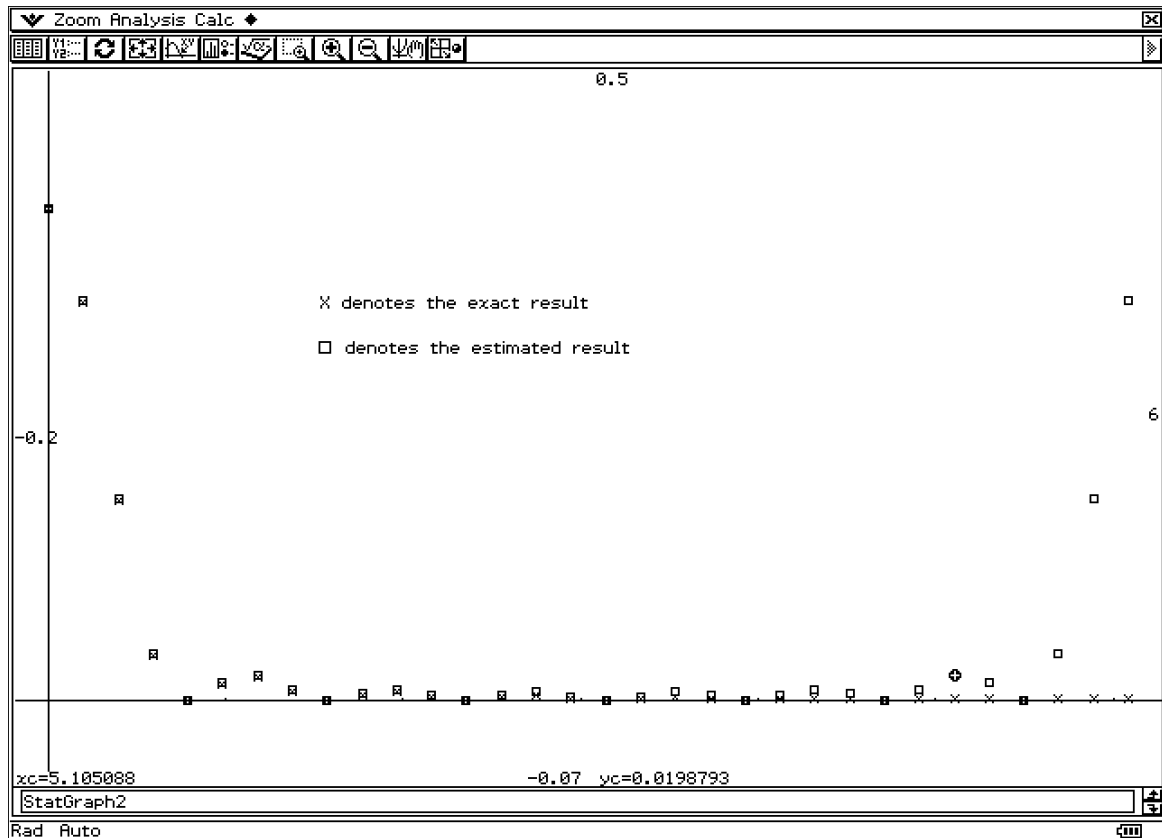 Zoom Analysis Calc ♦
0.5
X denotes the exact result
□ denotes the estimated result
6
-0.2
xc=5.105088
-0.07 yc=0.0198793
StatGraph2
Rad Auto